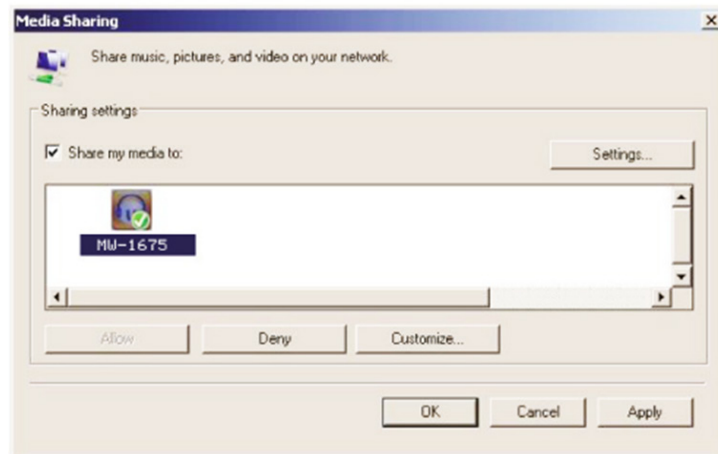 Media Sharing
Share music, pictures, and video on your network.
Sharing settings
Share my media to:
Settings...
MW-1675
Allow
Deny
Customize...
OK
Cancel
Apply